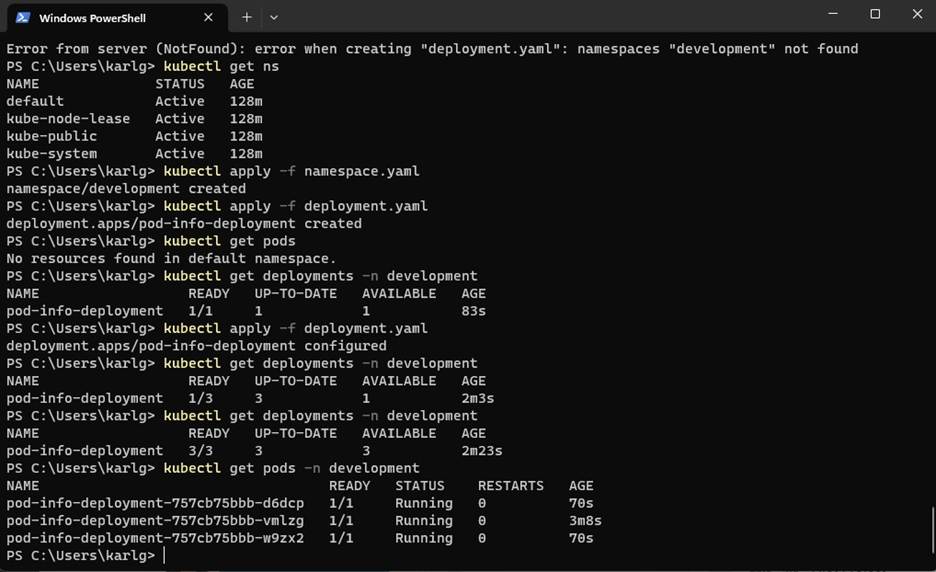 Windows PowerShell
Error from server (NotFound): error when creating "deployment.yaml": namespaces "development" not found
PS C:\Users\karlg> kubectl get ns
NAME              STATUS   AGE
default           Active   128m
kube-node-lease   Active   128m
kube-public       Active   128m
kube-system       Active   128m
PS C:\Users\karlg> kubectl apply -f namespace.yaml
namespace/development created
PS C:\Users\karlg> kubectl apply -f deployment.yaml
deployment.apps/pod-info-deployment created
PS C:\Users\karlg> kubectl get pods
No resources found in default namespace.
PS C:\Users\karlg> kubectl get deployments -n development
NAME                  READY   UP-TO-DATE   AVAILABLE   AGE
pod-info-deployment   1/1     1            1           83s
PS C:\Users\karlg> kubectl apply -f deployment.yaml
deployment.apps/pod-info-deployment configured
PS C:\Users\karlg> kubectl get deployments -n development
NAME                  READY   UP-TO-DATE   AVAILABLE   AGE
pod-info-deployment   1/3     3            1           2m3s
PS C:\Users\karlg> kubectl get deployments -n development
NAME                  READY   UP-TO-DATE   AVAILABLE   AGE
pod-info-deployment   3/3     3            3           2m23s
PS C:\Users\karlg> kubectl get pods -n development
NAME                                   READY   STATUS    RESTARTS   AGE
pod-info-deployment-757cb75bbb-d6dcp   1/1     Running   0          70s
pod-info-deployment-757cb75bbb-vmlzg   1/1     Running   0          3m8s
pod-info-deployment-757cb75bbb-w9zx2   1/1     Running   0          70s
PS C:\Users\karlg>